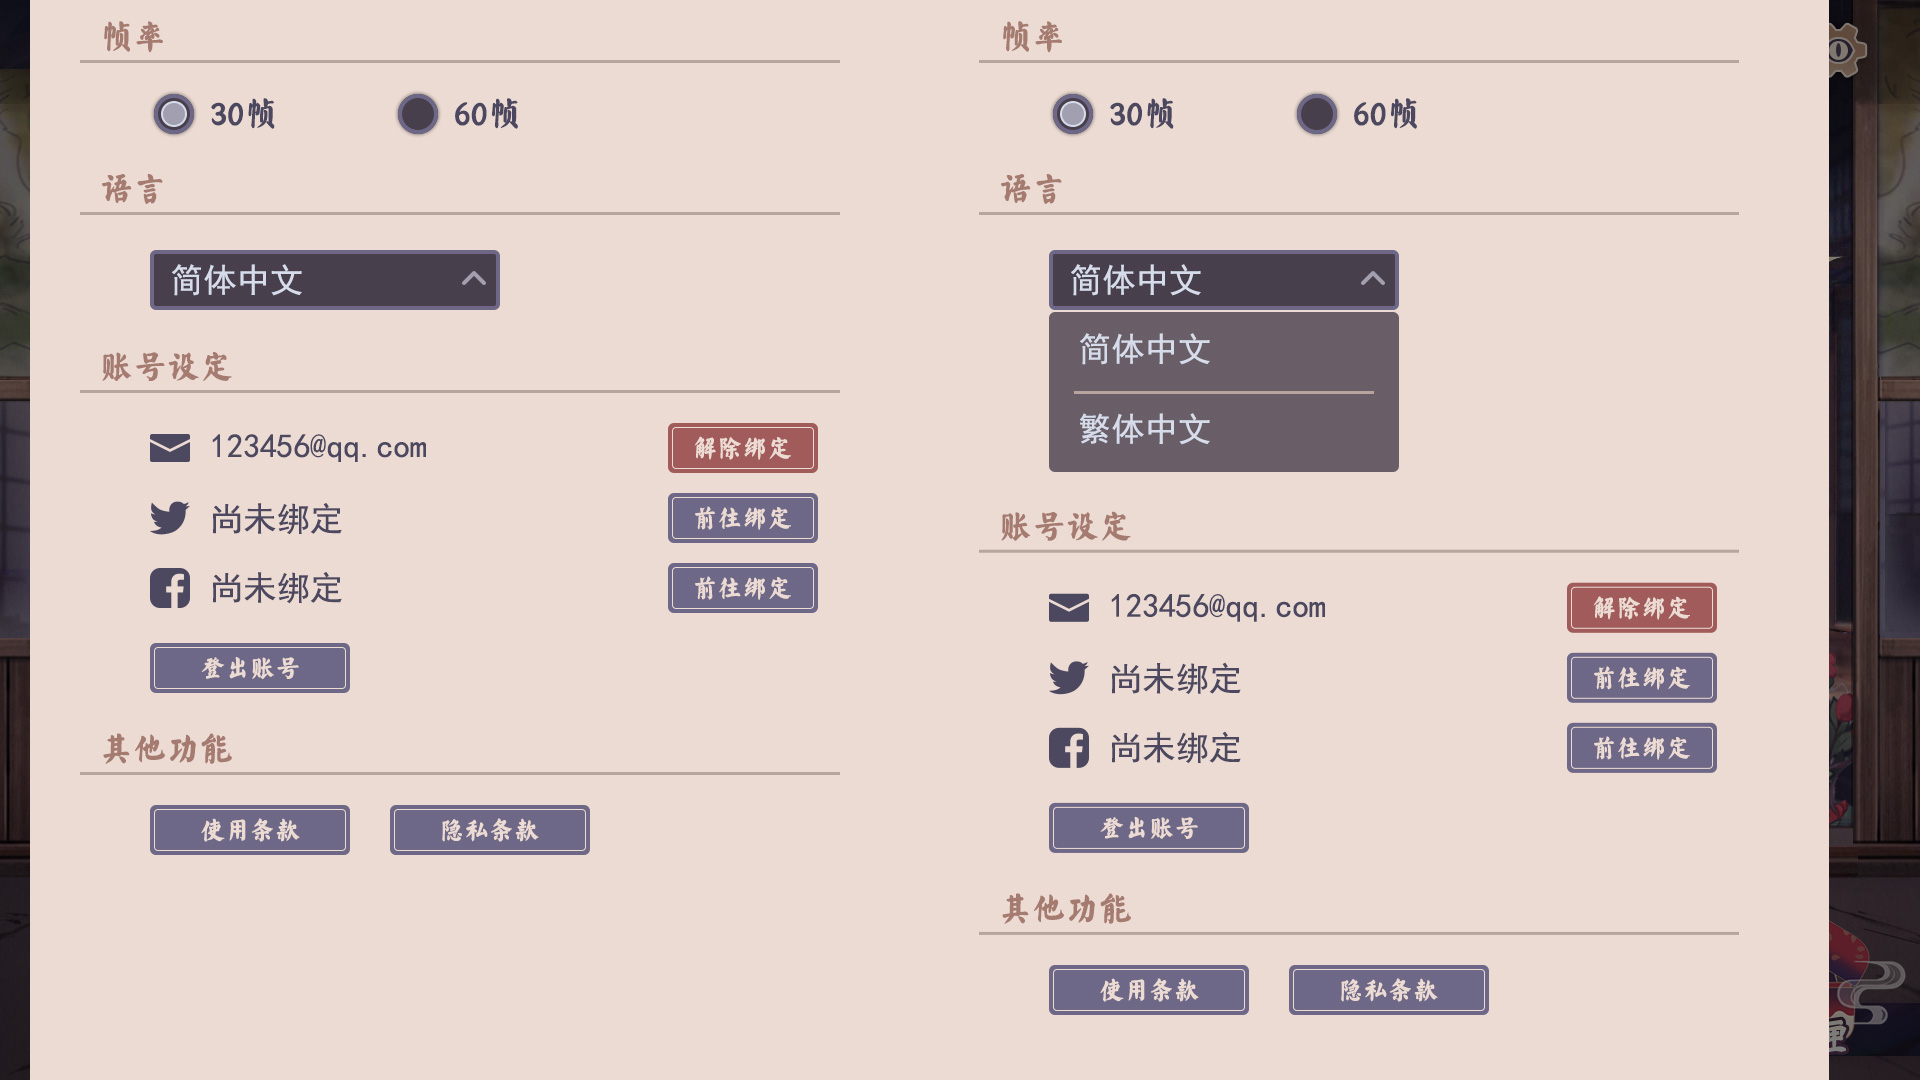 帧率
30帧
60帧
语言
简体中文
账号设定
123456@qq.com
解除绑定
尚未绑定
前往绑定
尚未绑定
前往绑定
登出账号
其他功能
使用条款
隐私条款
帧率
30帧
60帧
语言
简体中文
简体中文
繁体中文
账号设定
123456@qq.com
解除绑定
尚未绑定
前往绑定
尚未绑定
前往绑定
登出账号
其他功能
使用条款
隐私条款